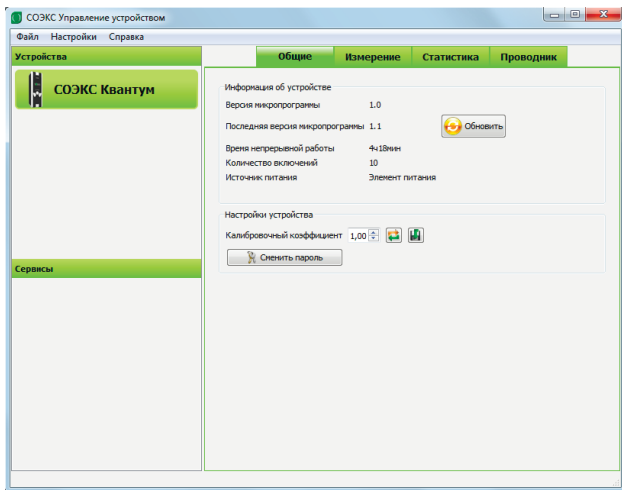 СОЭКС Управление устройством
Файл Настройки Справка
Устройства
СОЭКС Квантум
Сервисы
Общие Измерение Статистика Проводник
Информация об устройстве
Версия микропрограммы 1.0
Последняя версия микропрограммы 1.1 Обновить
Время непрерывной работы 4ч18мин
Количество включений 10
Источник питания Элемент питания
Настройки устройства
Калибровочный коэффициент 1,00
Сменить пароль